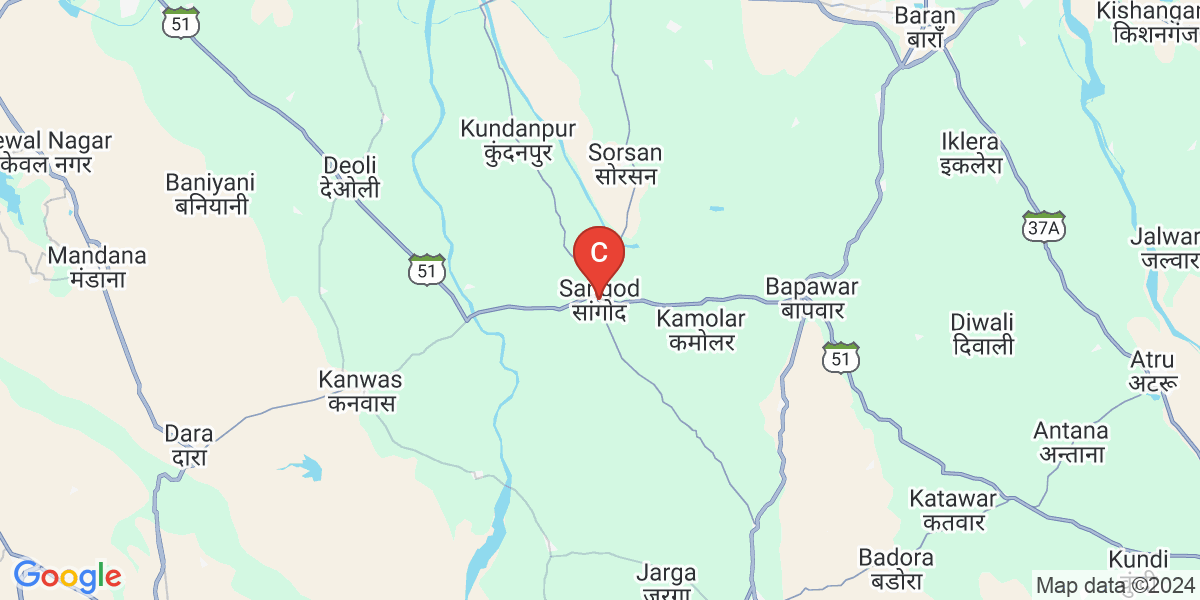 51
Baran
बाराँ
Kishangan
किशनगंज
Kundanpur
कुंदनपुर
Sorsan
सोरसन
Iklera
इकलेरा
ewal Nagar
केवल नगर
Deoli
देओली
Baniyani
बनियानी
37A
Mandana
मंडाना
C
51
Jalwar
जल्वार
Sangod
सांगोद
Bapawar
बापवार
Kamolar
कमोलर
Diwali
दिवाली
51
Atru
अटरू
Kanwas
कनवास
Dara
दारा
Antana
अन्ताना
Katawar
कतवार
Badora
बडोरा
Kundi
Jarga
जरगा
Google
Map data ©2024